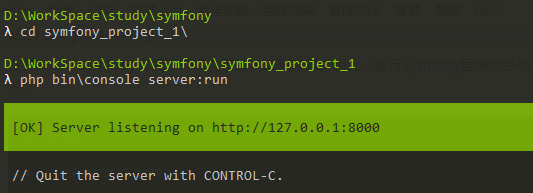 D:\WorkSpace\study\symfony
λ cd symfony_project_1\
D:\WorkSpace\study\symfony\symfony_project_1
λ php bin\console server:run
[OK] Server listening on http://127.0.0.1:8000
// Quit the server with CONTROL-C.